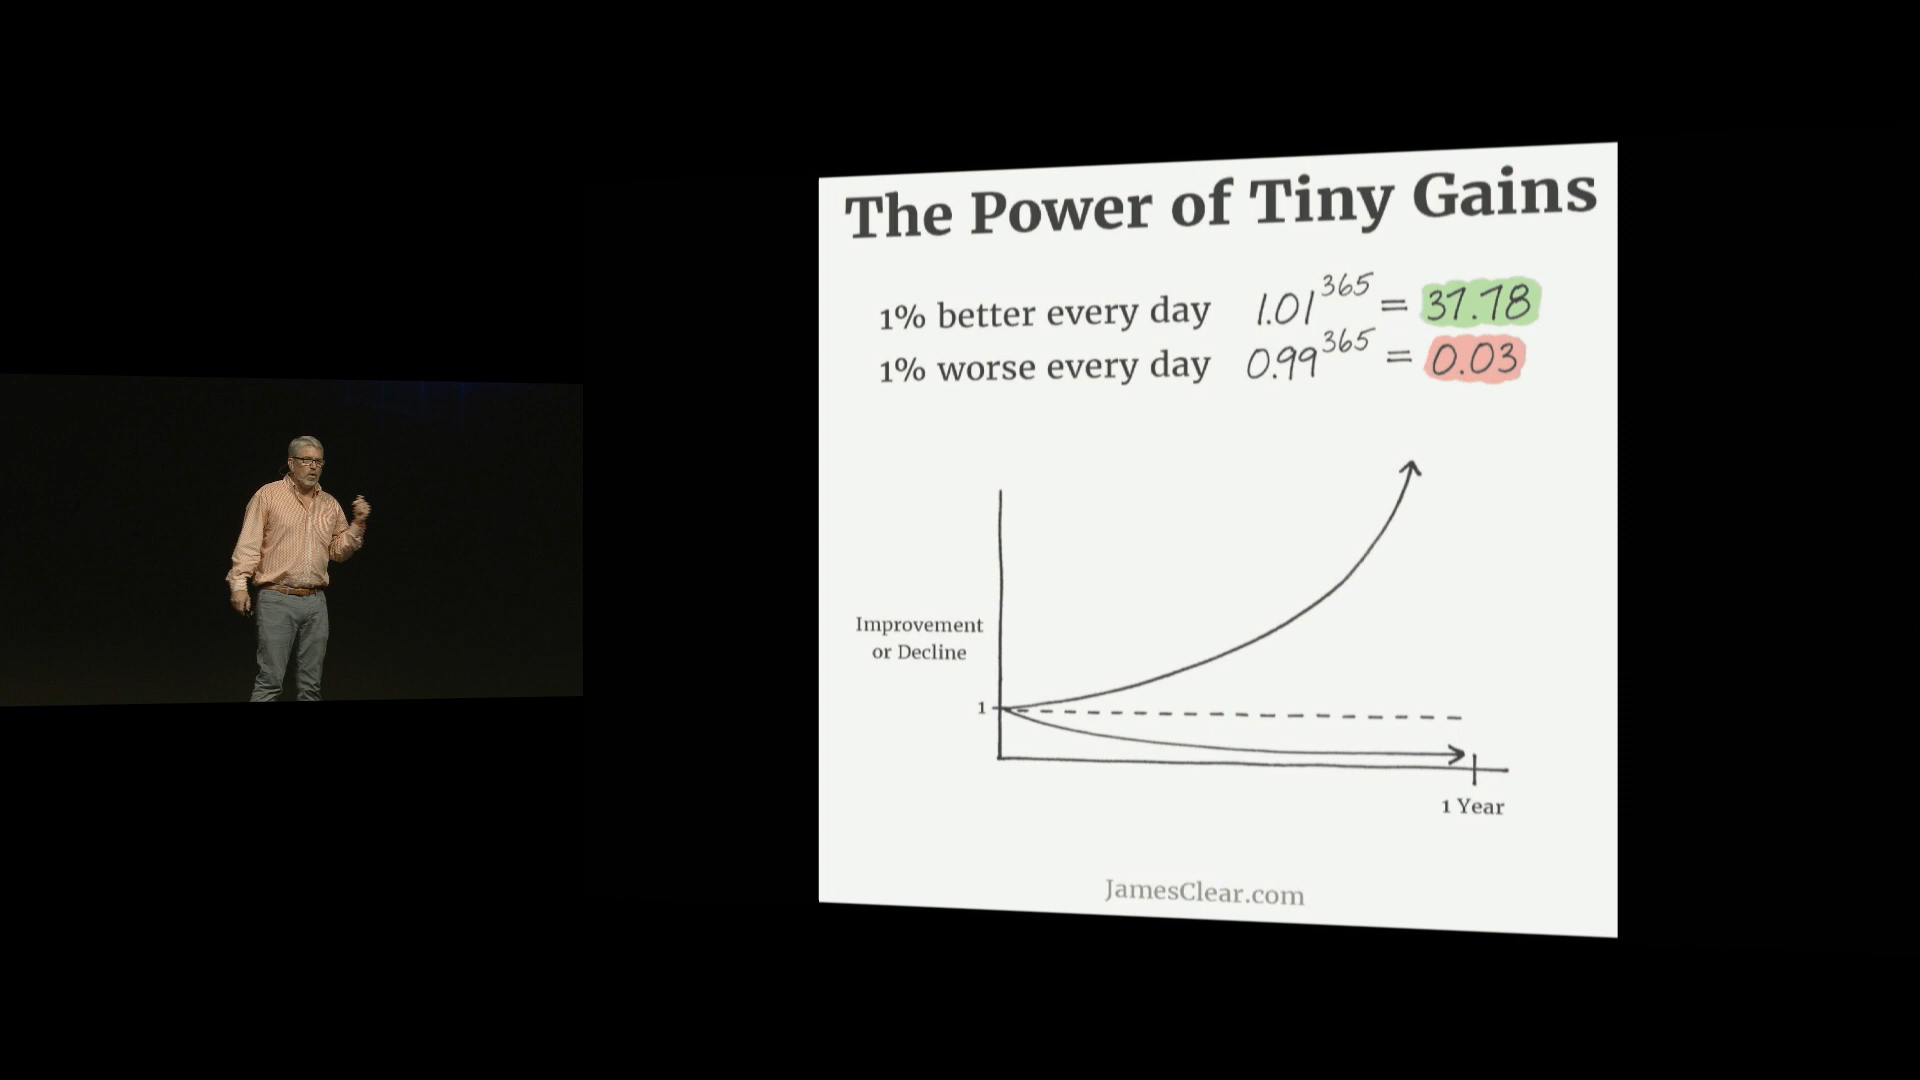 The Power of Tiny Gains
1% better every day 1.01^365 = 37.78
1% worse every day 0.99^365 = 0.03
Improvement
or Decline
1
1 Year
JamesClear.com